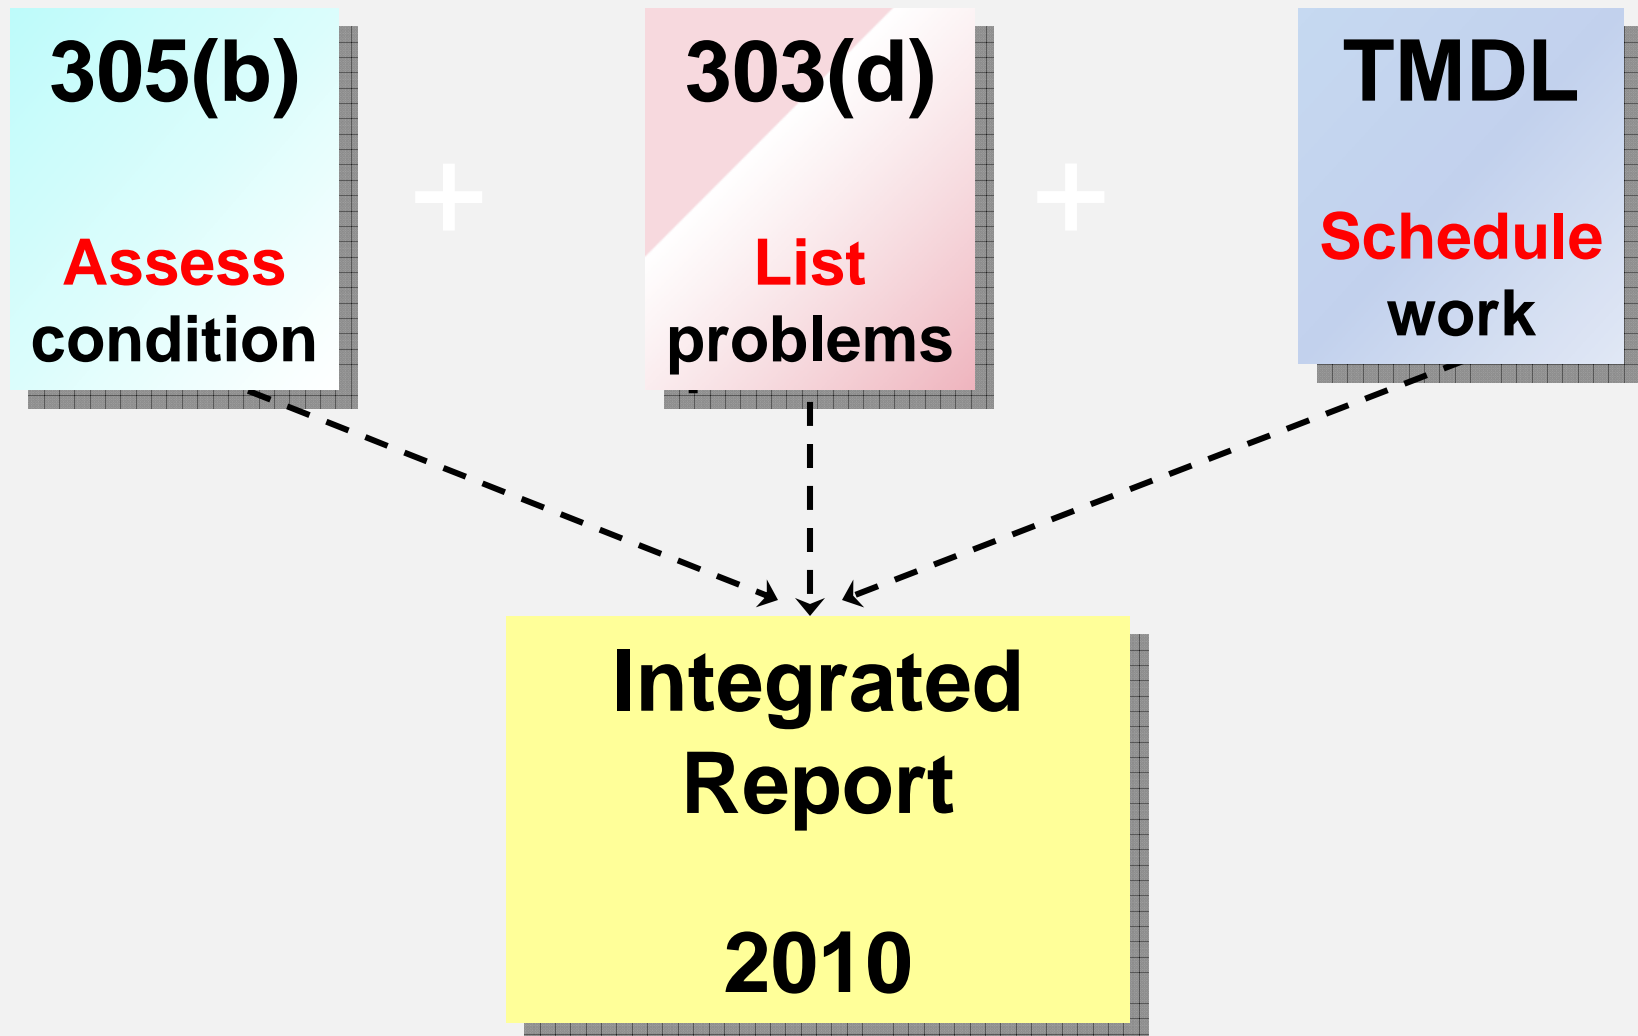 305(b)
Assess
condition
+
303(d)
List
problems
+
TMDL
Schedule
work
Integrated
Report
2010